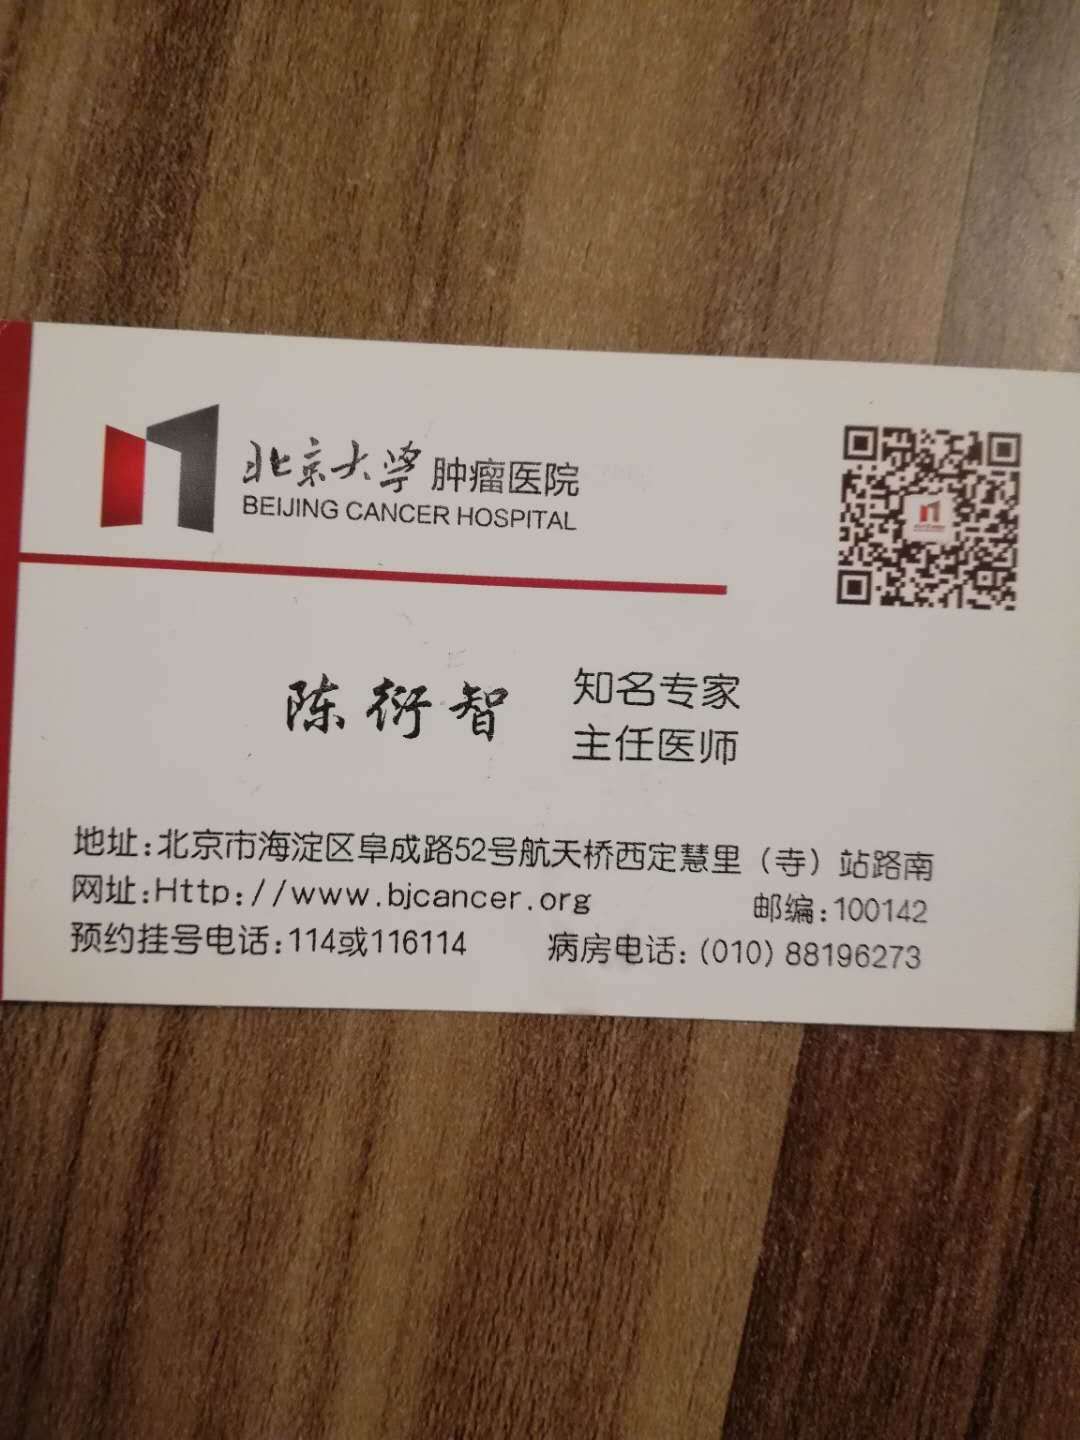 北京大学肿瘤医院
BEIJING CANCER HOSPITAL
陈衍智
知名专家
主任医师
地址:北京市海淀区阜成路52号航天桥西定慧里（寺）站路南
网址:Http://www.bjcancer.org 邮编:100142
预约挂号电话:114或116114 病房电话:(010) 88196273